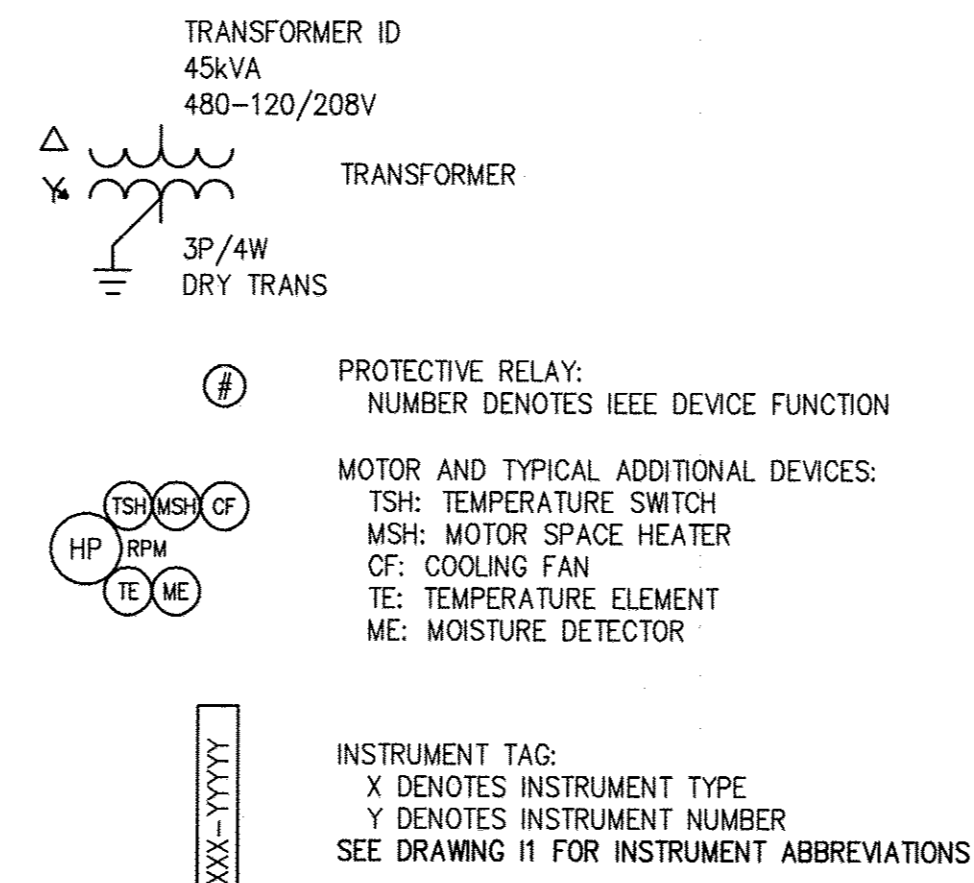 TRANSFORMER ID
45kVA
480-120/208V
Δ
Y
TRANSFORMER
3P/4W
DRY TRANS
#
PROTECTIVE RELAY:
NUMBER DENOTES IEEE DEVICE FUNCTION
MOTOR AND TYPICAL ADDITIONAL DEVICES:
TSH MSH CF
TSH: TEMPERATURE SWITCH
MSH: MOTOR SPACE HEATER
HP RPM
CF: COOLING FAN
TE ME
TE: TEMPERATURE ELEMENT
ME: MOISTURE DETECTOR
XXX-YYYYY
INSTRUMENT TAG:
X DENOTES INSTRUMENT TYPE
Y DENOTES INSTRUMENT NUMBER
SEE DRAWING I1 FOR INSTRUMENT ABBREVIATIONS